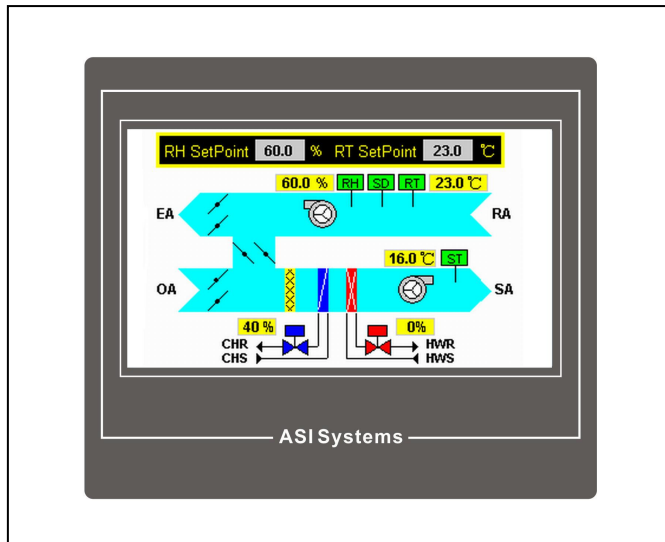 RH SetPoint 60.0 % RT SetPoint 23.0 ℃
60.0 % RH SD RT 23.0 ℃
EA RA
16.0 ℃ ST
OA SA
40 % 0%
CHR HWR
CHS HWS
ASI Systems